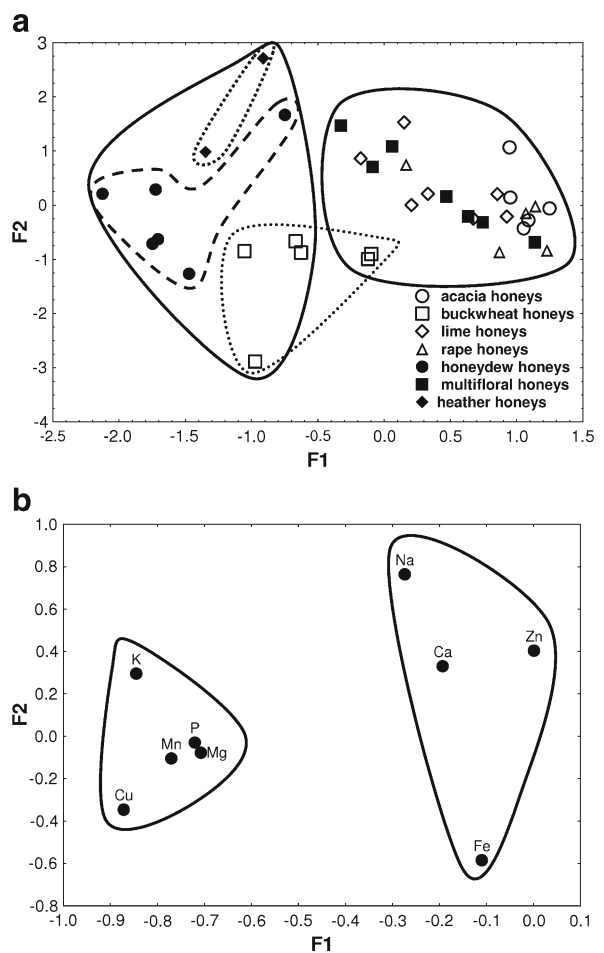 a
3
2
1
0
-1
-2
-3
-4
F2
acacia honeys
buckwheat honeys
lime honeys
rape honeys
honeydew honeys
multifloral honeys
heather honeys
-2.5 -2.0 -1.5 -1.0 -0.5 0.0 0.5 1.0 1.5
F1
b
1.0
0.8
0.6
0.4
0.2
0.0
-0.2
-0.4
-0.6
-0.8
F2
Na
Zn
Ca
K
P
Mn
Mg
Cu
Fe
-1.0 -0.9 -0.8 -0.7 -0.6 -0.5 -0.4 -0.3 -0.2 -0.1 0.0 0.1
F1